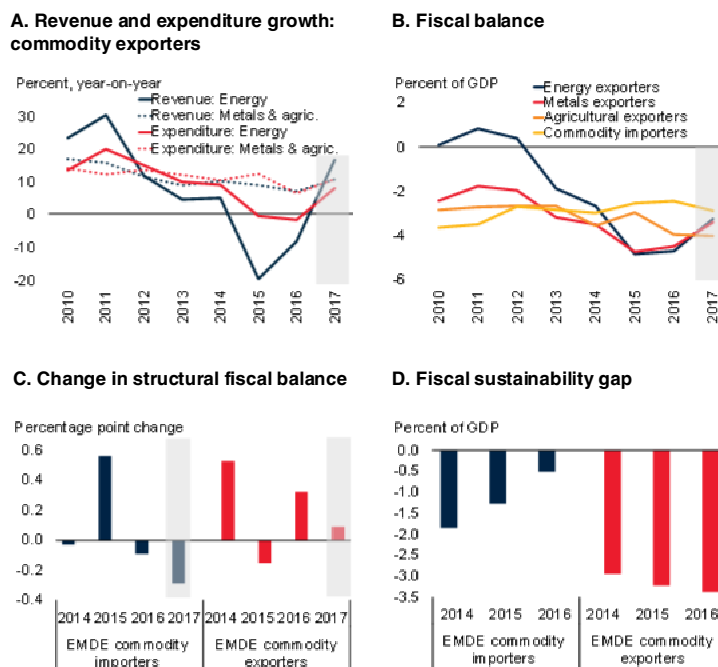 A. Revenue and expenditure growth:
commodity exporters
Percent, year-on-year
Revenue: Energy
Revenue: Metals & agric.
Expenditure: Energy
Expenditure: Metals & agric.
30
20
10
0
-10
-20
2010
2011
2012
2013
2014
2015
2016
2017
B. Fiscal balance
Percent of GDP
Energy exporters
Metals exporters
Agricultural exporters
Commodity importers
2
0
-2
-4
-6
2010
2011
2012
2013
2014
2015
2016
2017
C. Change in structural fiscal balance
Percentage point change
0.6
0.4
0.2
0.0
-0.2
-0.4
2014 2015 2016 2017 2014 2015 2016 2017
EMDE commodity
importers
EMDE commodity
exporters
D. Fiscal sustainability gap
Percent of GDP
0.0
-0.5
-1.0
-1.5
-2.0
-2.5
-3.0
-3.5
2014 2015 2016 2014 2015 2016
EMDE commodity
importers
EMDE commodity
exporters